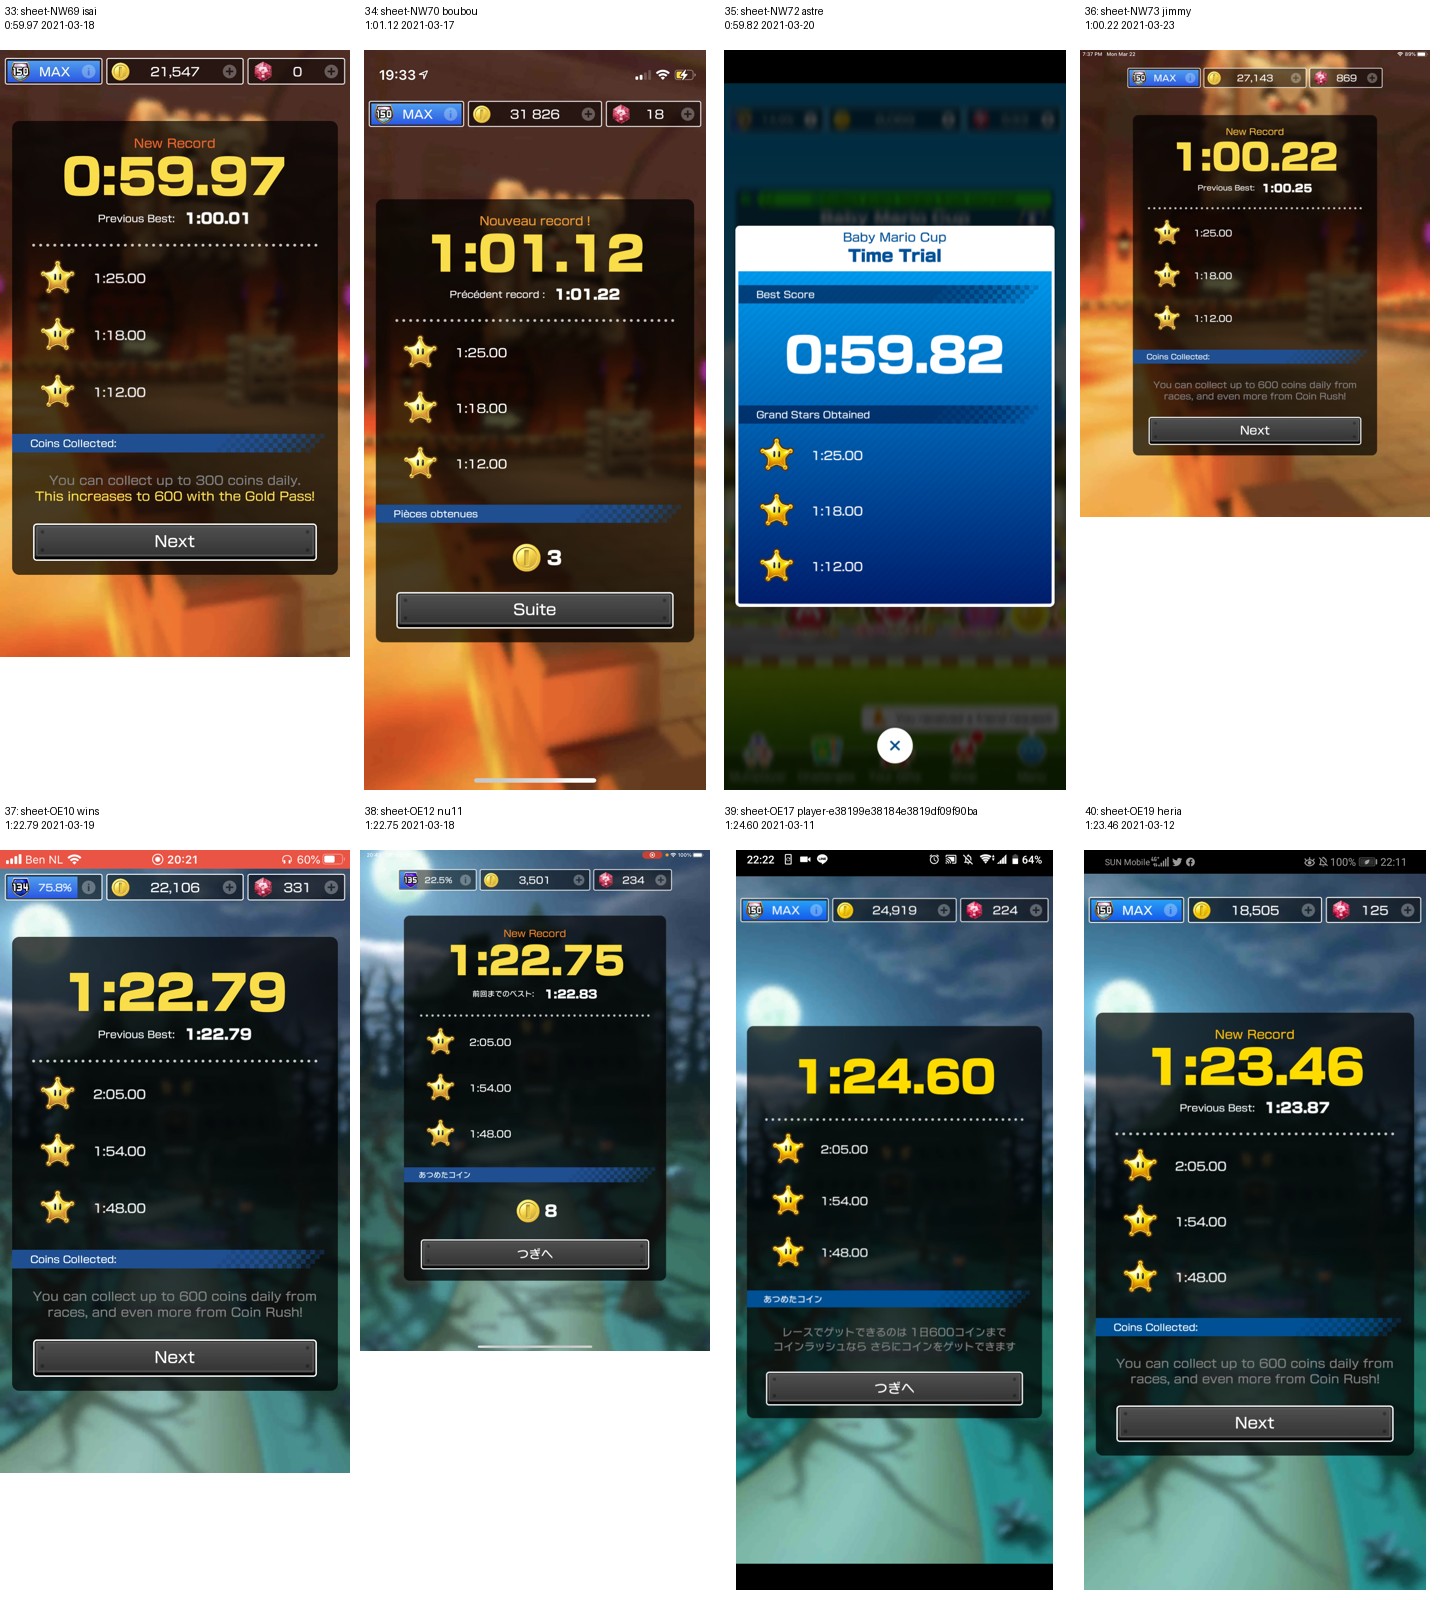 33: sheet-NW69 isai
0:59.97 2021-03-18
150 MAX i 21,547 + 0 +
New Record
0:59.97
Previous Best: 1:00.01
1:25.00
1:18.00
1:12.00
Coins Collected:
You can collect up to 300 coins daily.
This increases to 600 with the Gold Pass!
Next
34: sheet-NW70 boubou
1:01.12 2021-03-17
19:33
150 MAX i 31 826 + 18 +
Nouveau record !
1:01.12
Précédent record : 1:01.22
1:25.00
1:18.00
1:12.00
Pièces obtenues
3
Suite
35: sheet-NW72 astre
0:59.82 2021-03-20
Baby Mario Cup
Baby Mario Cup
Time Trial
Best Score
0:59.82
Grand Stars Obtained
1:25.00
1:18.00
1:12.00
×
36: sheet-NW73 jimmy
1:00.22 2021-03-23
7:37 PM Mon Mar 22 89%
150 MAX i 27,143 + 869 +
New Record
1:00.22
Previous Best: 1:00.25
1:25.00
1:18.00
1:12.00
Coins Collected:
You can collect up to 600 coins daily from
races, and even more from Coin Rush!
Next
37: sheet-OE10 wins
1:22.79 2021-03-19
Ben NL 20:21 60%
134 75.8% i 22,106 + 331 +
1:22.79
Previous Best: 1:22.79
2:05.00
1:54.00
1:48.00
Coins Collected:
You can collect up to 600 coins daily from
races, and even more from Coin Rush!
Next
38: sheet-OE12 nu11
1:22.75 2021-03-18
100%
135 22.5% i 3,501 + 234 +
New Record
1:22.75
前回までのベスト: 1:22.83
2:05.00
1:54.00
1:48.00
あつめたコイン
8
つぎへ
39: sheet-OE17 player-e38199e38184e3819df09f90ba
1:24.60 2021-03-11
22:22 64%
150 MAX i 24,919 + 224 +
1:24.60
2:05.00
1:54.00
1:48.00
あつめたコイン
レースでゲットできるのは 1日600コインまで
コインラッシュなら さらにコインをゲットできます
つぎへ
40: sheet-OE19 heria
1:23.46 2021-03-12
SUN Mobile 100% 22:11
150 MAX i 18,505 + 125 +
New Record
1:23.46
Previous Best: 1:23.87
2:05.00
1:54.00
1:48.00
Coins Collected:
You can collect up to 600 coins daily from
races, and even more from Coin Rush!
Next